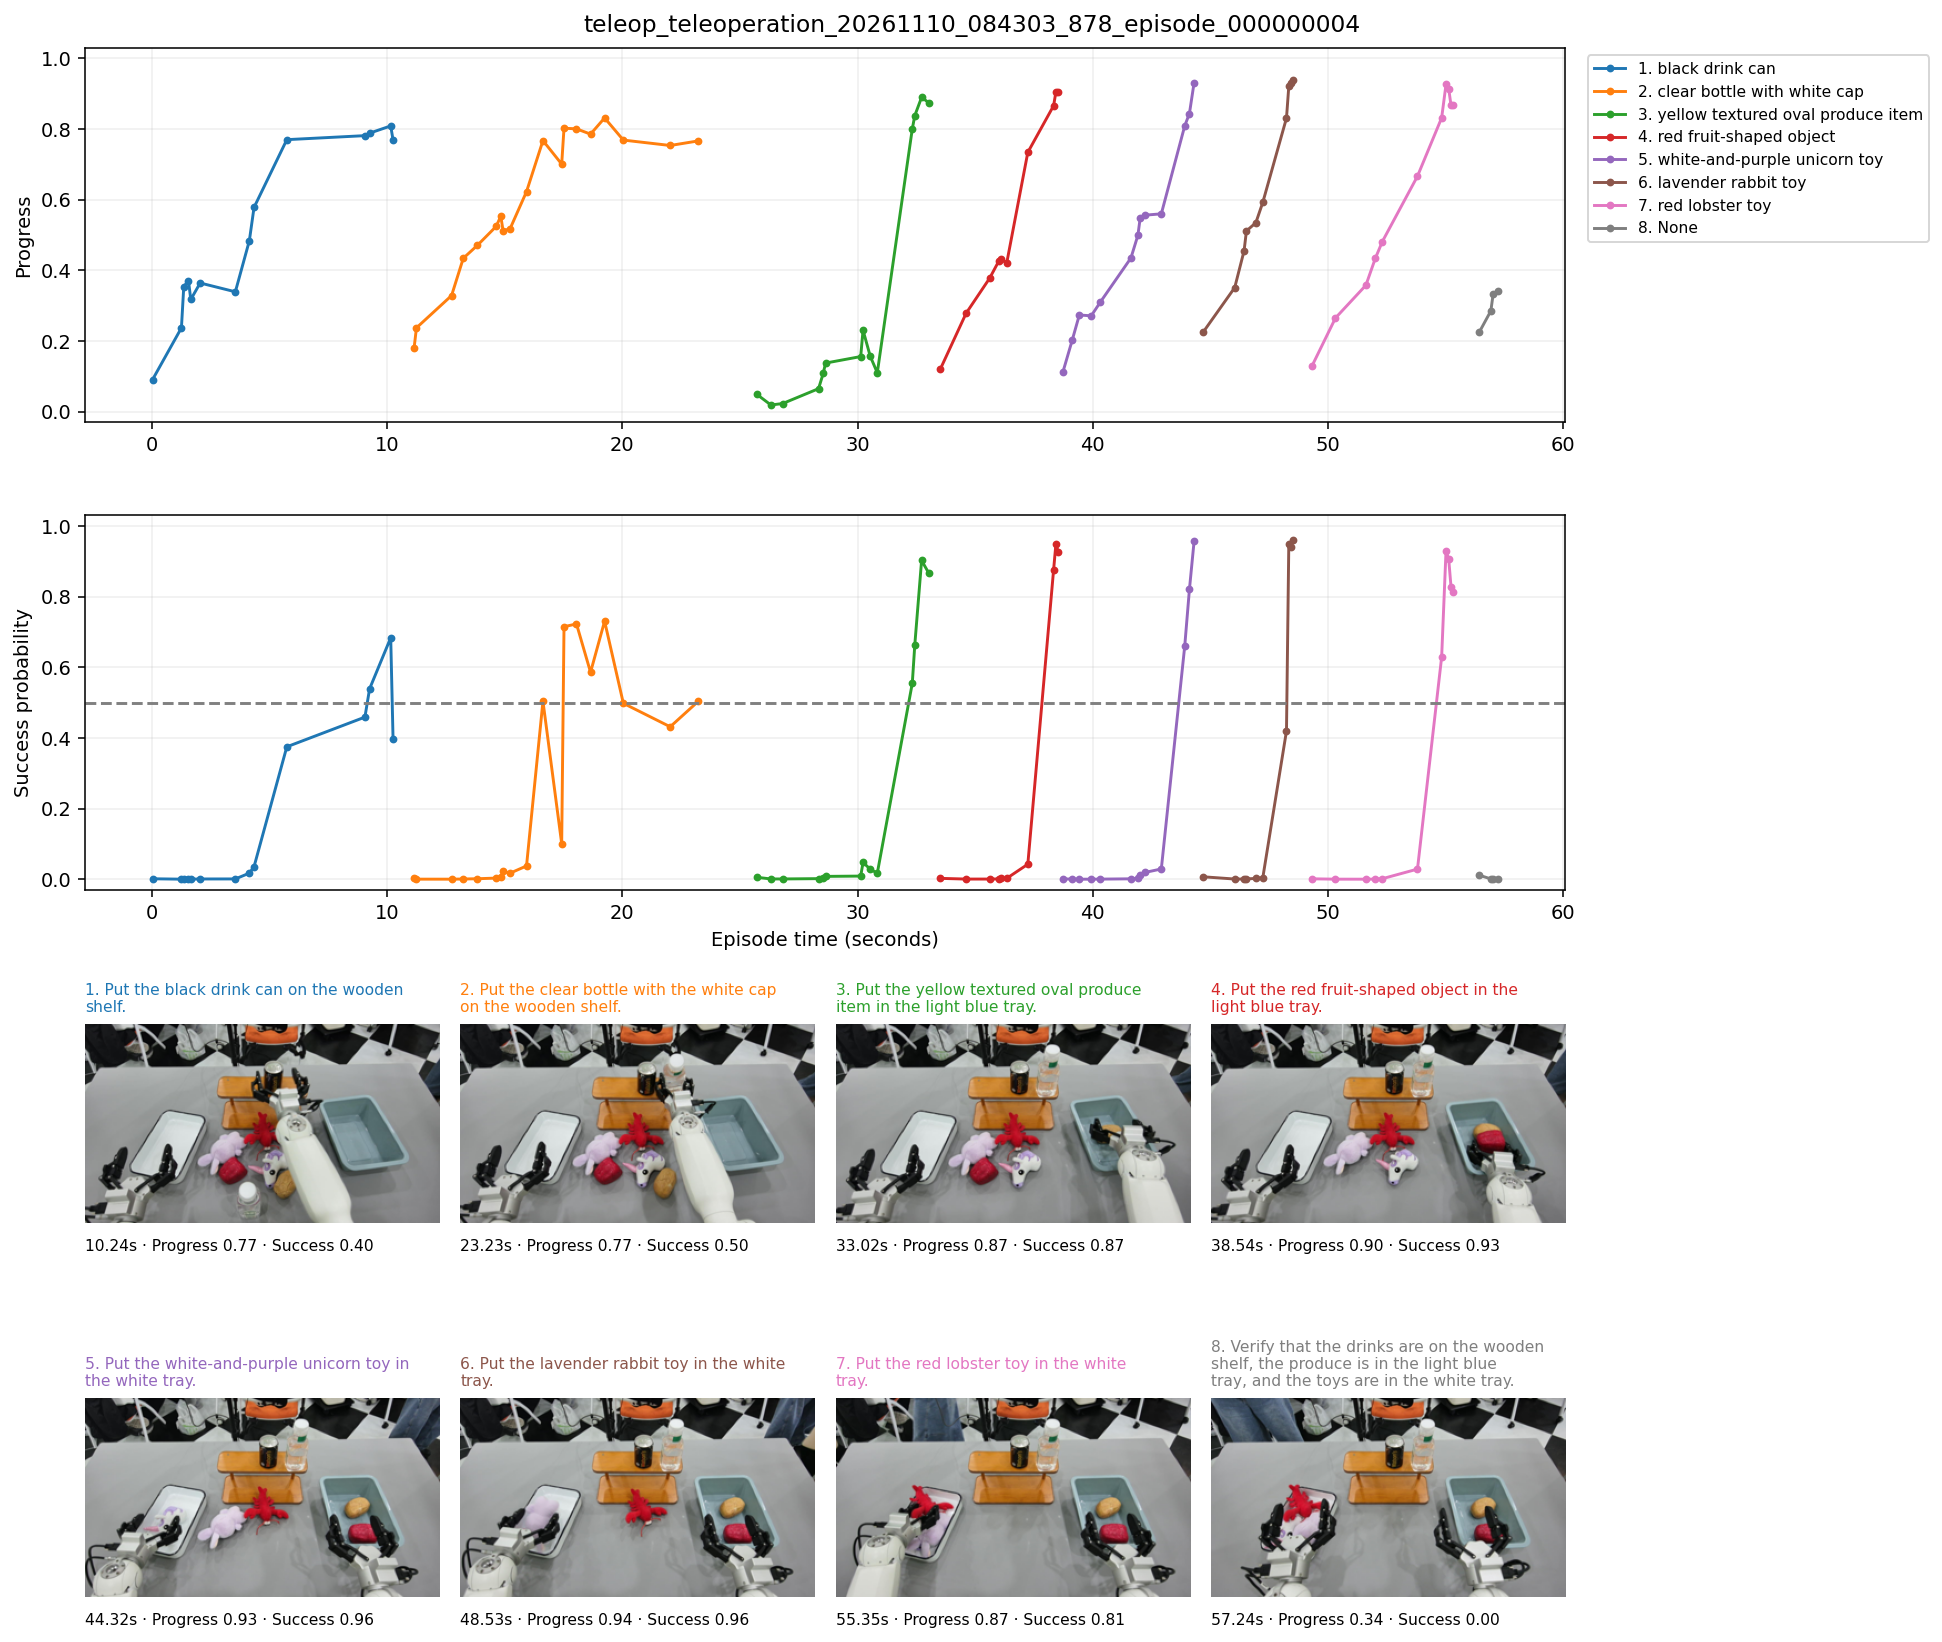 teleop_teleoperation_20261110_084303_878_episode_000000004
Progress
1.0
0.8
0.6
0.4
0.2
0.0
0
10
20
30
40
50
60
1. black drink can
2. clear bottle with white cap
3. yellow textured oval produce item
4. red fruit-shaped object
5. white-and-purple unicorn toy
6. lavender rabbit toy
7. red lobster toy
8. None
Success probability
1.0
0.8
0.6
0.4
0.2
0.0
0
10
20
30
40
50
60
Episode time (seconds)
1. Put the black drink can on the wooden
shelf.
10.24s · Progress 0.77 · Success 0.40
2. Put the clear bottle with the white cap
on the wooden shelf.
23.23s · Progress 0.77 · Success 0.50
3. Put the yellow textured oval produce
item in the light blue tray.
33.02s · Progress 0.87 · Success 0.87
4. Put the red fruit-shaped object in the
light blue tray.
38.54s · Progress 0.90 · Success 0.93
5. Put the white-and-purple unicorn toy in
the white tray.
44.32s · Progress 0.93 · Success 0.96
6. Put the lavender rabbit toy in the white
tray.
48.53s · Progress 0.94 · Success 0.96
7. Put the red lobster toy in the white
tray.
55.35s · Progress 0.87 · Success 0.81
8. Verify that the drinks are on the wooden
shelf, the produce is in the light blue
tray, and the toys are in the white tray.
57.24s · Progress 0.34 · Success 0.00